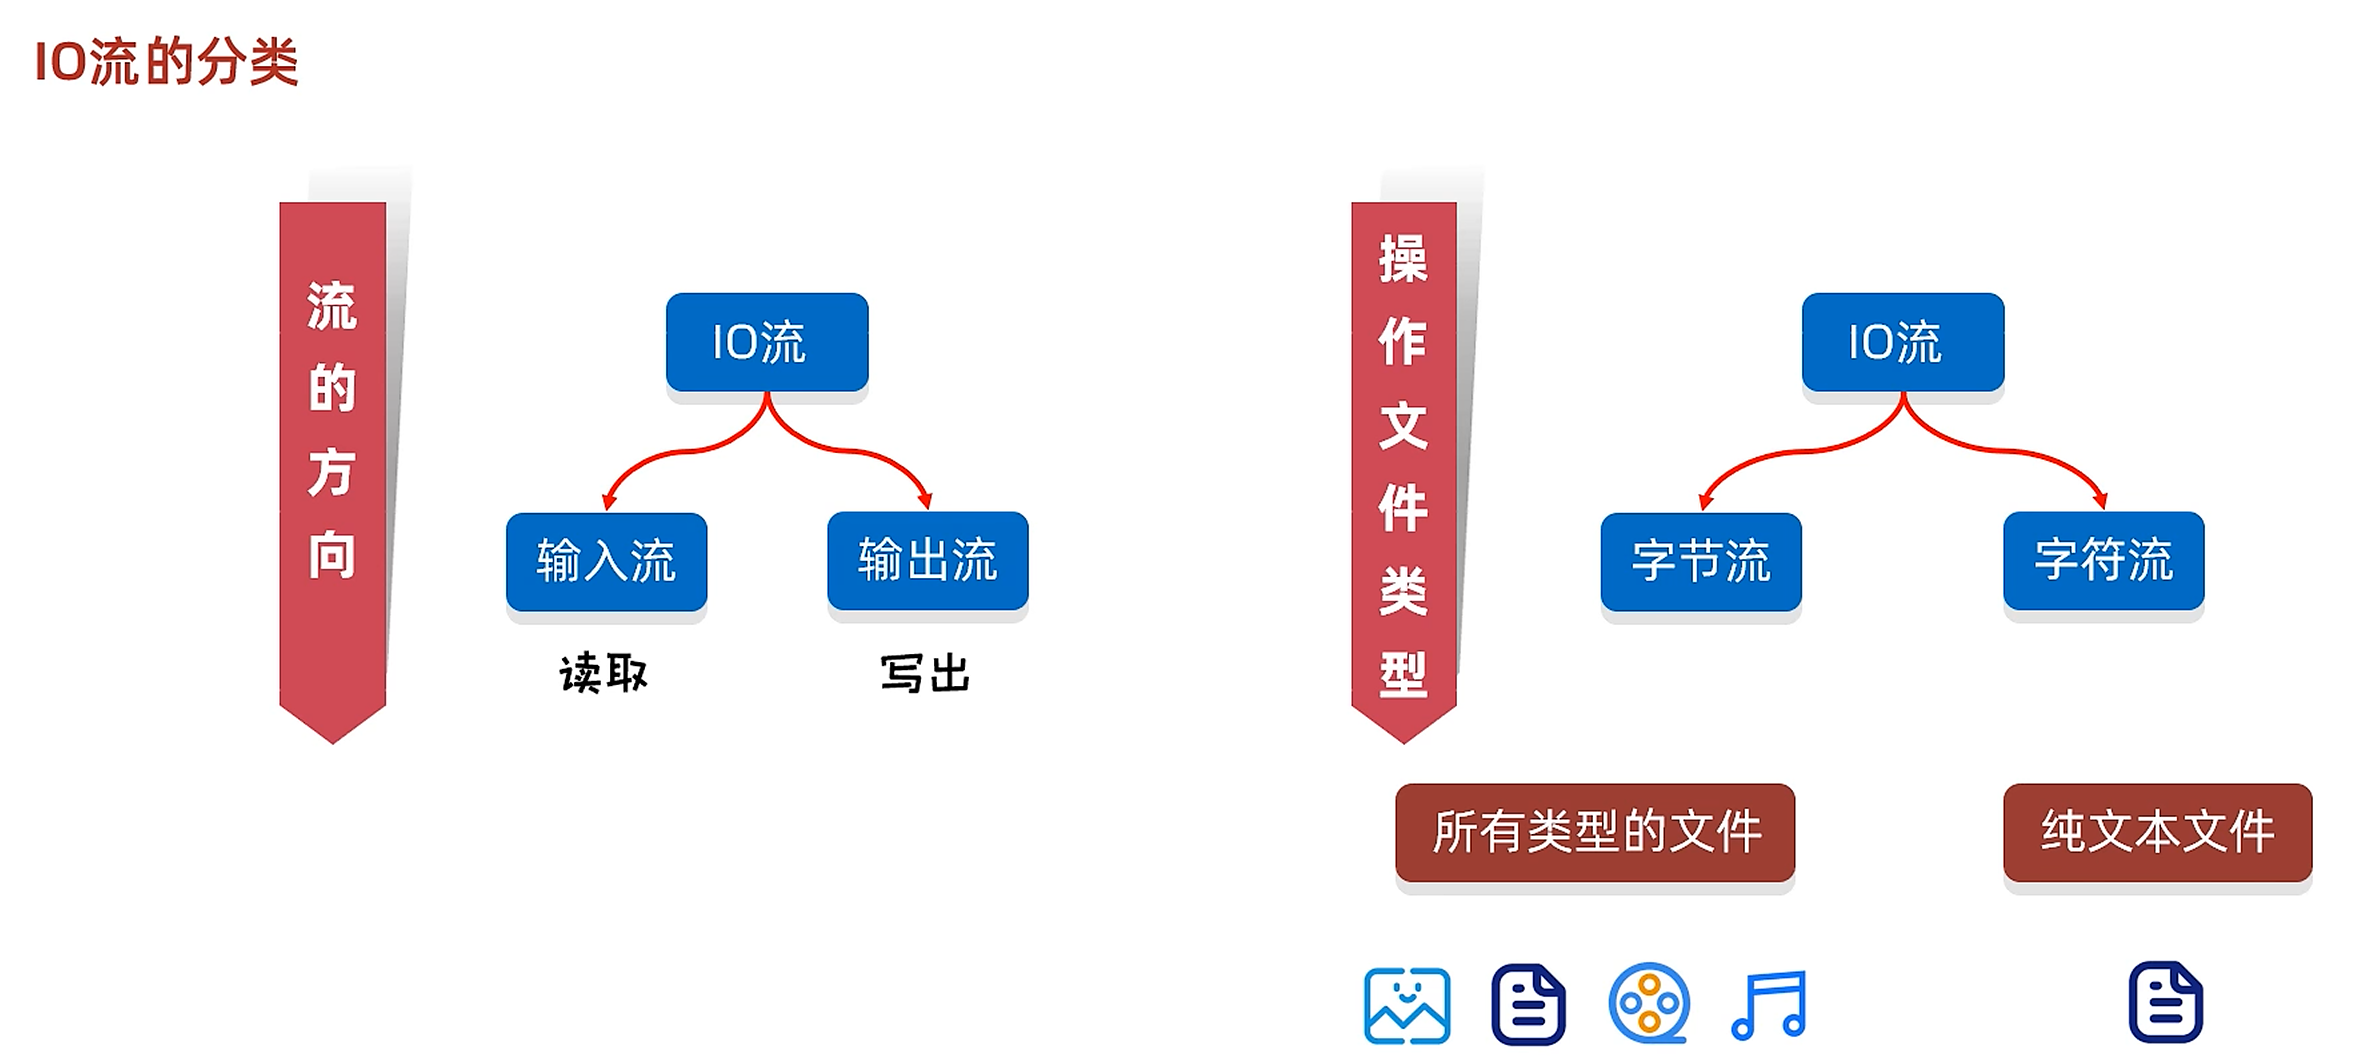 IO流的分类
流的方向
IO流
输入流
输出流
读取
写出
操作文件类型
IO流
字节流
字符流
所有类型的文件
纯文本文件